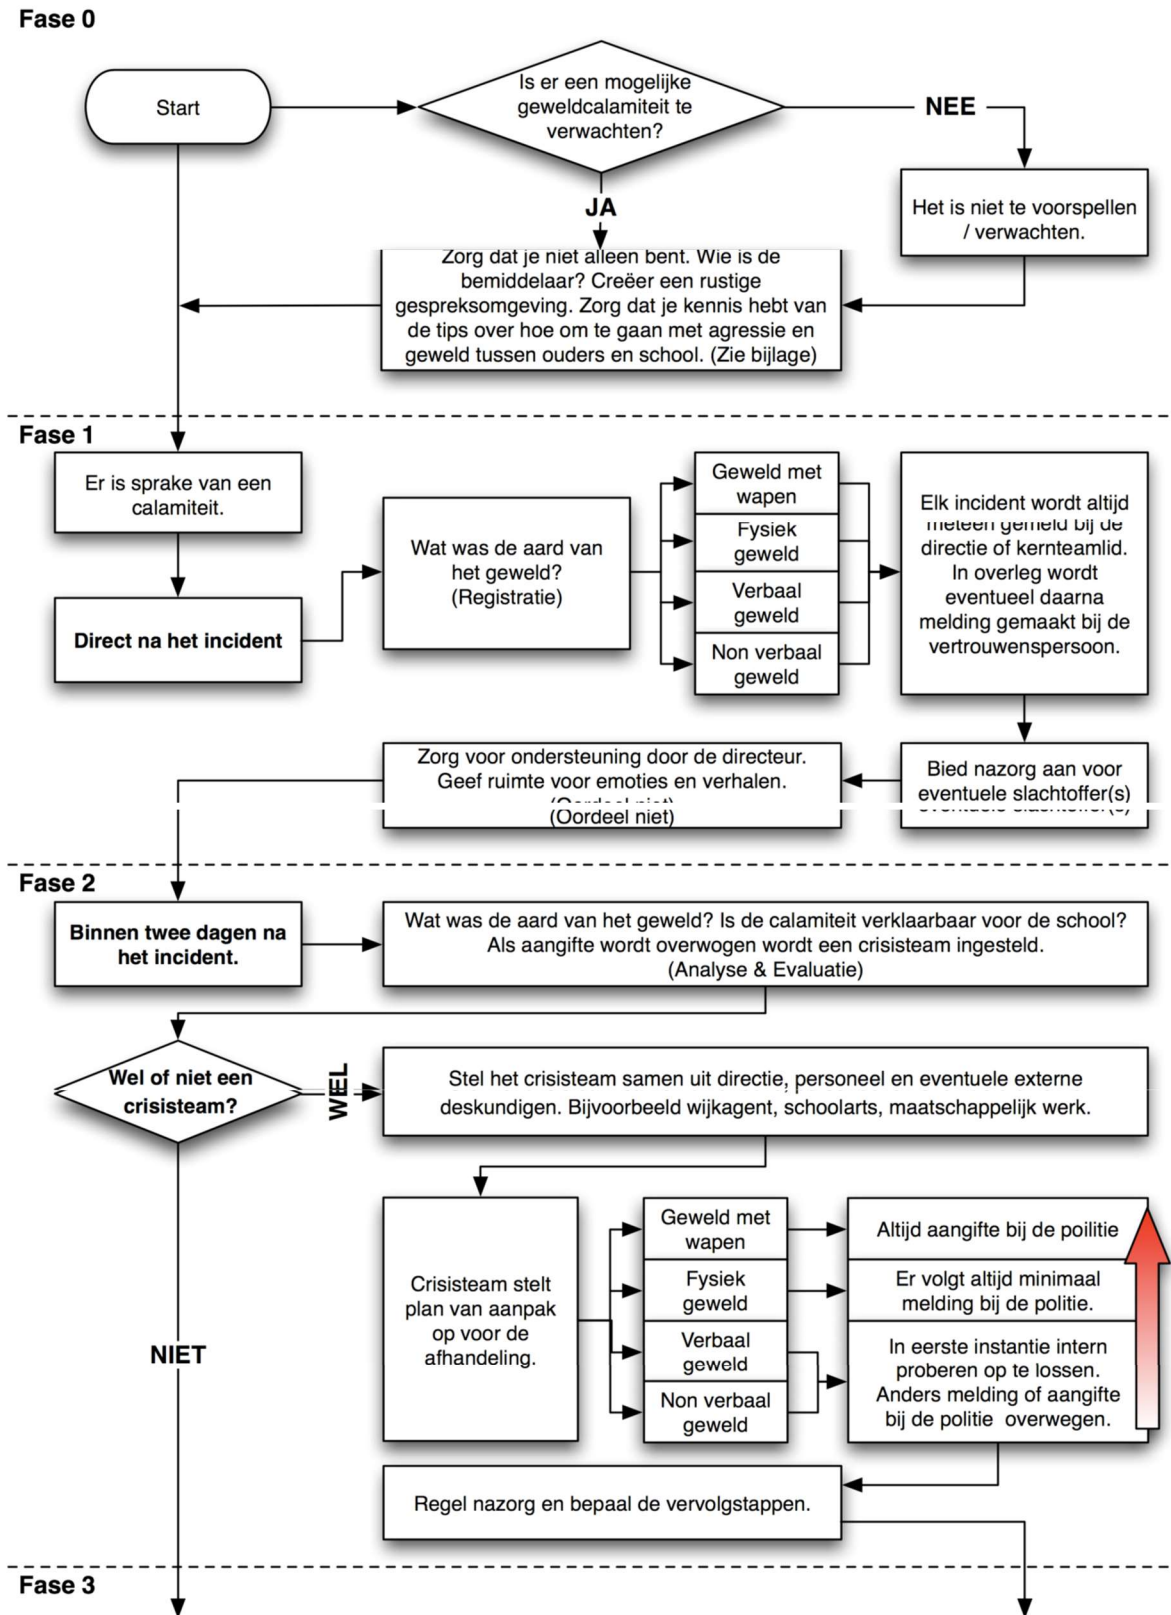 Fase 0
Start
Is er een mogelijke
geweldcalamiteit te
verwachten?
NEE
JA
Het is niet te voorspellen
/ verwachten.
Zorg dat je niet alleen bent. Wie is de
bemiddelaar? Creëer een rustige
gespreksomgeving. Zorg dat je kennis hebt van
de tips over hoe om te gaan met agressie en
geweld tussen ouders en school. (Zie bijlage)
Fase 1
Er is sprake van een
calamiteit.
Direct na het incident
Wat was de aard van
het geweld?
(Registratie)
Geweld met
wapen
Fysiek
geweld
Verbaal
geweld
Non verbaal
geweld
Elk incident wordt altijd
meteen gemeld bij de
directie of kernteamlid.
In overleg wordt
eventueel daarna
melding gemaakt bij de
vertrouwenspersoon.
Bied nazorg aan voor
eventuele slachtoffer(s)
eventuele slachtoffer(s)
Zorg voor ondersteuning door de directeur.
Geef ruimte voor emoties en verhalen.
(Oordeel niet)
(Oordeel niet)
Fase 2
Binnen twee dagen na
het incident.
Wat was de aard van het geweld? Is de calamiteit verklaarbaar voor de school?
Als aangifte wordt overwogen wordt een crisisteam ingesteld.
(Analyse & Evaluatie)
Wel of niet een
crisisteam?
WEL
Stel het crisisteam samen uit directie, personeel en eventuele externe
deskundigen. Bijvoorbeeld wijkagent, schoolarts, maatschappelijk werk.
Crisisteam stelt
plan van aanpak
op voor de
afhandeling.
Geweld met
wapen
Fysiek
geweld
Verbaal
geweld
Non verbaal
geweld
Altijd aangifte bij de poilitie
Er volgt altijd minimaal
melding bij de politie.
In eerste instantie intern
proberen op te lossen.
Anders melding of aangifte
bij de politie overwegen.
NIET
Regel nazorg en bepaal de vervolgstappen.
Fase 3